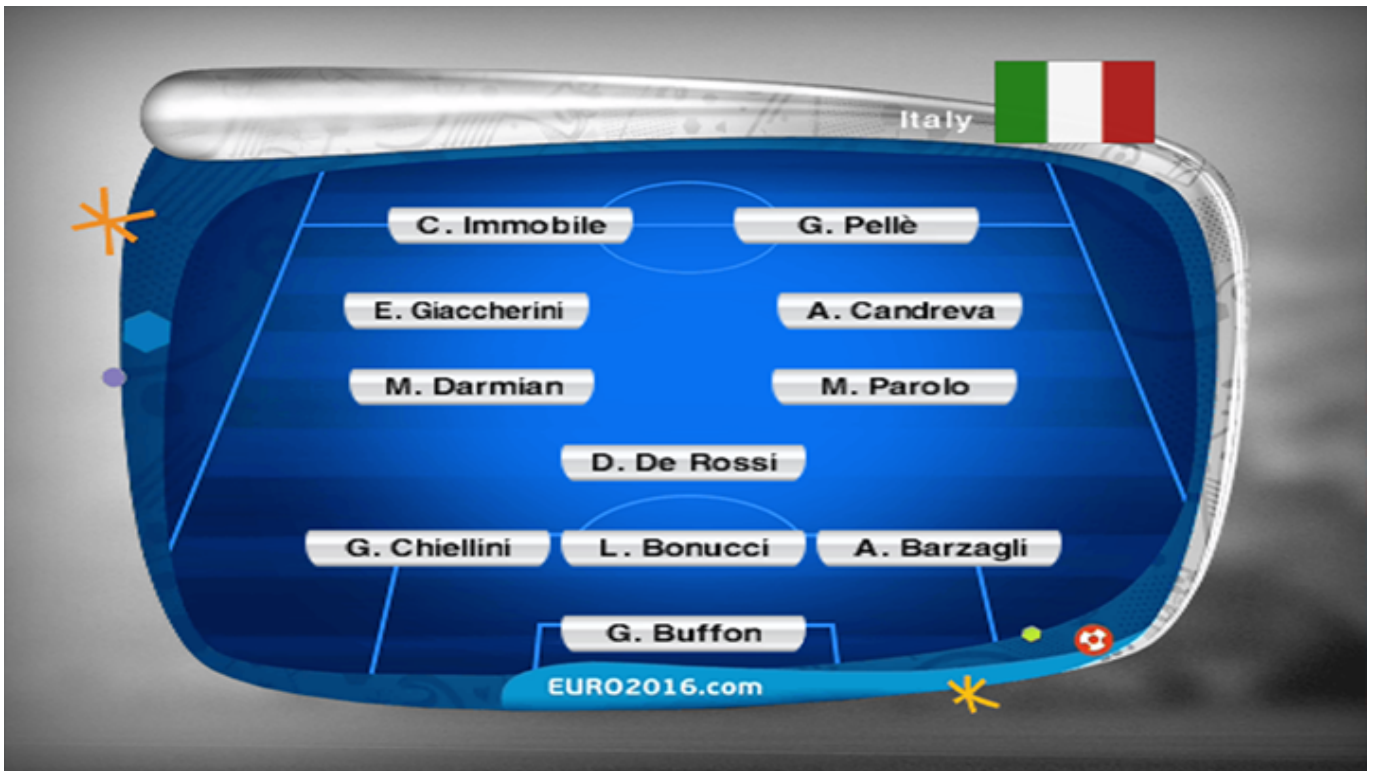 Italy
C. Immobile
G. Pellè
E. Giaccherini
A. Candreva
M. Darmian
M. Parolo
D. De Rossi
G. Chiellini
L. Bonucci
A. Barzagli
G. Buffon
EURO2016.com